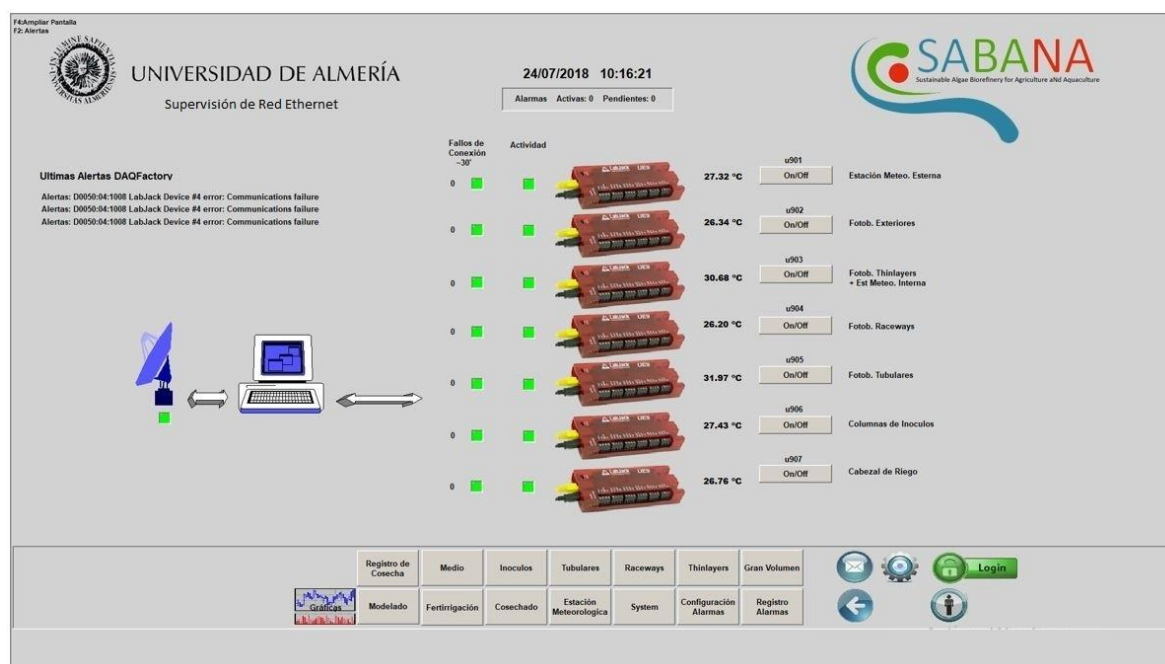 F4:Ampliar Pantalla
F2: Alertas
UNIVERSIDAD DE ALMERÍA
Supervisión de Red Ethernet
24/07/2018 10:16:21
Alarmas Activas: 0 Pendientes: 0
SABANA
Sustainable Algae Biorefinery for Agriculture aNd Aquaculture
Ultimas Alertas DAQFactory
Alertas: D0050:04:1008 LabJack Device #4 error: Communications failure
Alertas: D0050:04:1008 LabJack Device #4 error: Communications failure
Alertas: D0050:04:1008 LabJack Device #4 error: Communications failure
Fallos de
Conexión
~30'
Actividad
u901
0 27.32 ºC On/Off Estación Meteo. Esterna
u902
0 26.34 ºC On/Off Fotob. Exteriores
u903
0 30.68 ºC On/Off Fotob. Thinlayers
+ Est Meteo. Interna
u904
0 26.20 ºC On/Off Fotob. Raceways
u905
0 31.97 ºC On/Off Fotob. Tubulares
u906
0 27.43 ºC On/Off Columnas de Inoculos
u907
0 26.76 ºC On/Off Cabezal de Riego
Registro de
Cosecha
Medio
Inoculos
Tubulares
Raceways
Thinlayers
Gran Volumen
Login
Gráficas
Modelado
Fertirrigación
Cosechado
Estación
Meteorologica
System
Configuración
Alarmas
Registro
Alarmas